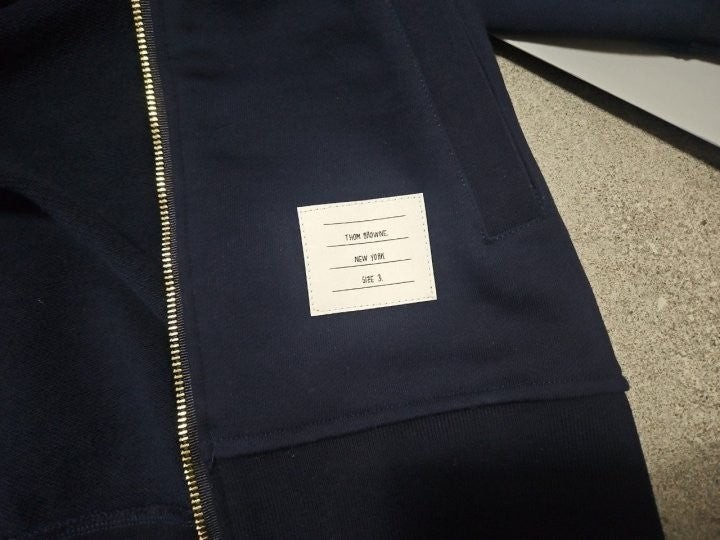 THOM BROWNE.
NEW YORK.
SIZE 3.